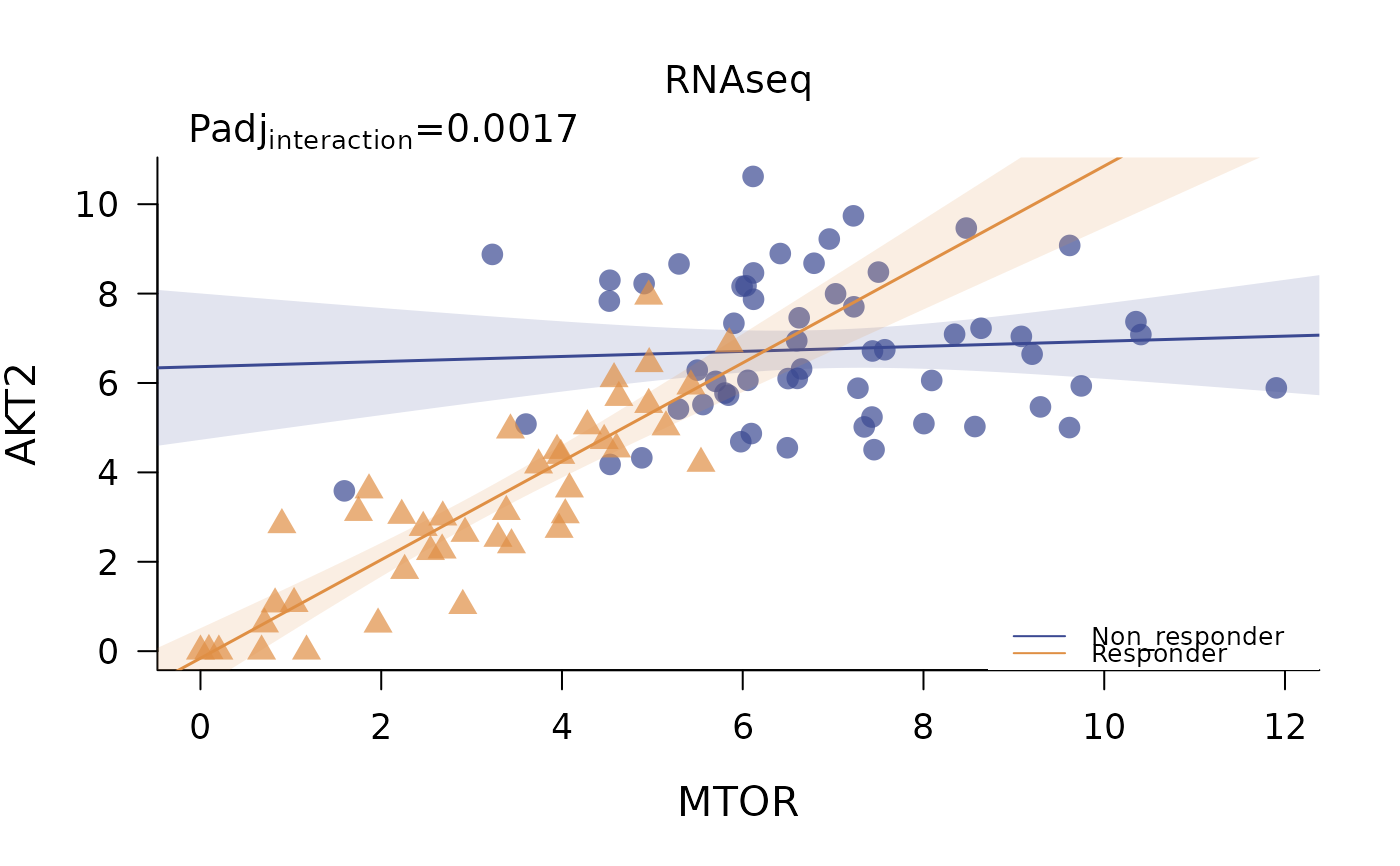 RNAseq
Padjinteraction=0.0017
10
8
6
4
2
0
AKT2
Non_responder
Responder
0 2 4 6 8 10 12
MTOR